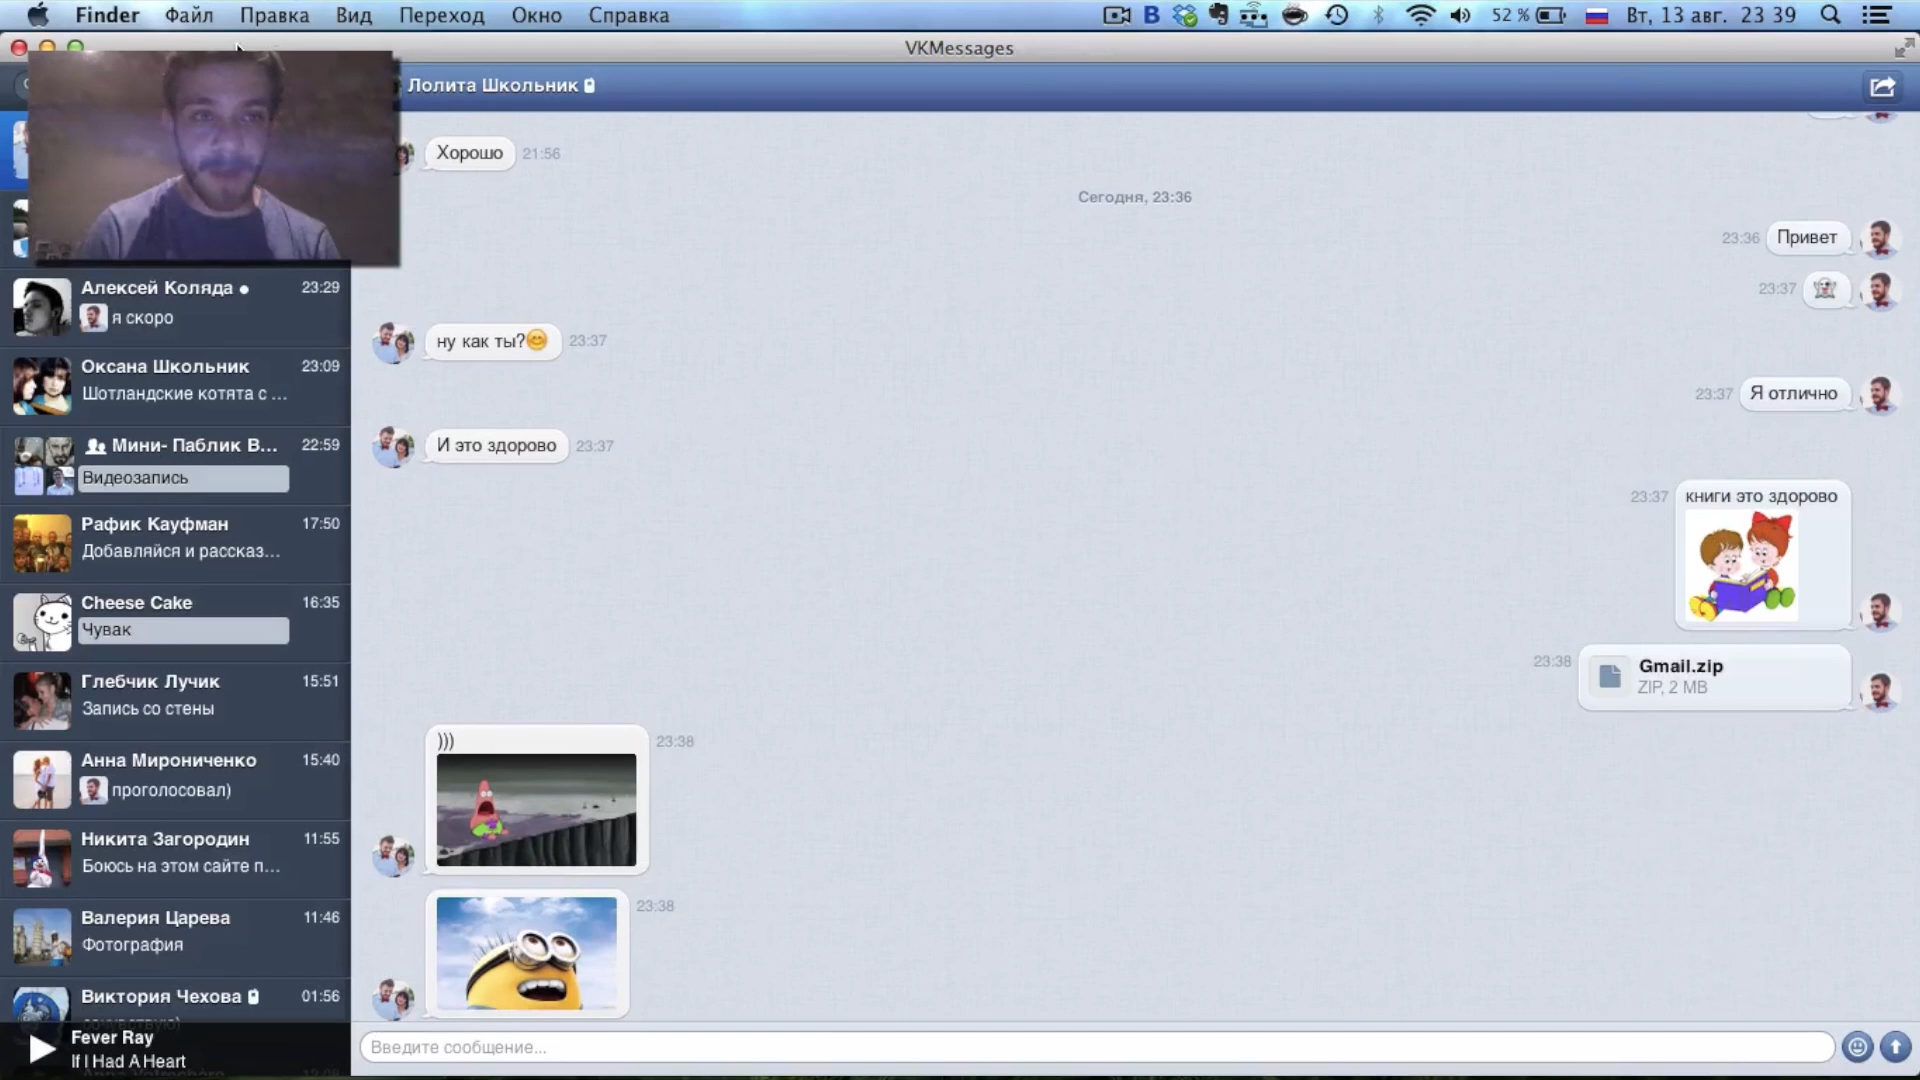 Finder Файл Правка Вид Переход Окно Справка
52 % Вт, 13 авг. 23 39
VKMessages
Лолита Школьник
Хорошо 21:56
Сегодня, 23:36
23:36 Привет
23:37
ну как ты? 23:37
23:37 Я отлично
И это здорово 23:37
23:37 книги это здорово
23:38 Gmail.zip
ZIP, 2 MB
))) 23:38
23:38
Введите сообщение...
Алексей Коляда 23:29
я скоро
Оксана Школьник 23:09
Шотландские котята с ...
Мини- Паблик В... 22:59
Видеозапись
Рафик Кауфман 17:50
Добавляйся и рассказ...
Cheese Cake 16:35
Чувак
Глебчик Лучик 15:51
Запись со стены
Анна Мирониченко 15:40
проголосовал)
Никита Загородин 11:55
Боюсь на этом сайте п...
Валерия Царева 11:46
Фотография
Виктория Чехова 01:56
Fever Ray
If I Had A Heart